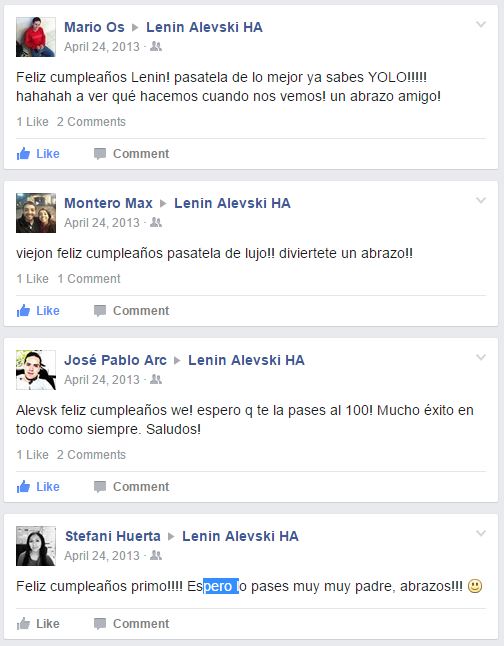 Mario Os ▶ Lenin Alevski HA
April 24, 2013 ·
Feliz cumpleaños Lenin! pasatela de lo mejor ya sabes YOLO!!!!!
hahahah a ver qué hacemos cuando nos vemos! un abrazo amigo!
1 Like 2 Comments
Like Comment
Montero Max ▶ Lenin Alevski HA
April 24, 2013 ·
viejon feliz cumpleaños pasatela de lujo!! diviertete un abrazo!!
1 Like 1 Comment
Like Comment
José Pablo Arc ▶ Lenin Alevski HA
April 24, 2013 ·
Alevsk feliz cumpleaños we! espero q te la pases al 100! Mucho éxito en
todo como siempre. Saludos!
1 Like 2 Comments
Like Comment
Stefani Huerta ▶ Lenin Alevski HA
April 24, 2013 ·
Feliz cumpleaños primo!!!! Espero lo pases muy muy padre, abrazos!!! 🙂
Like Comment